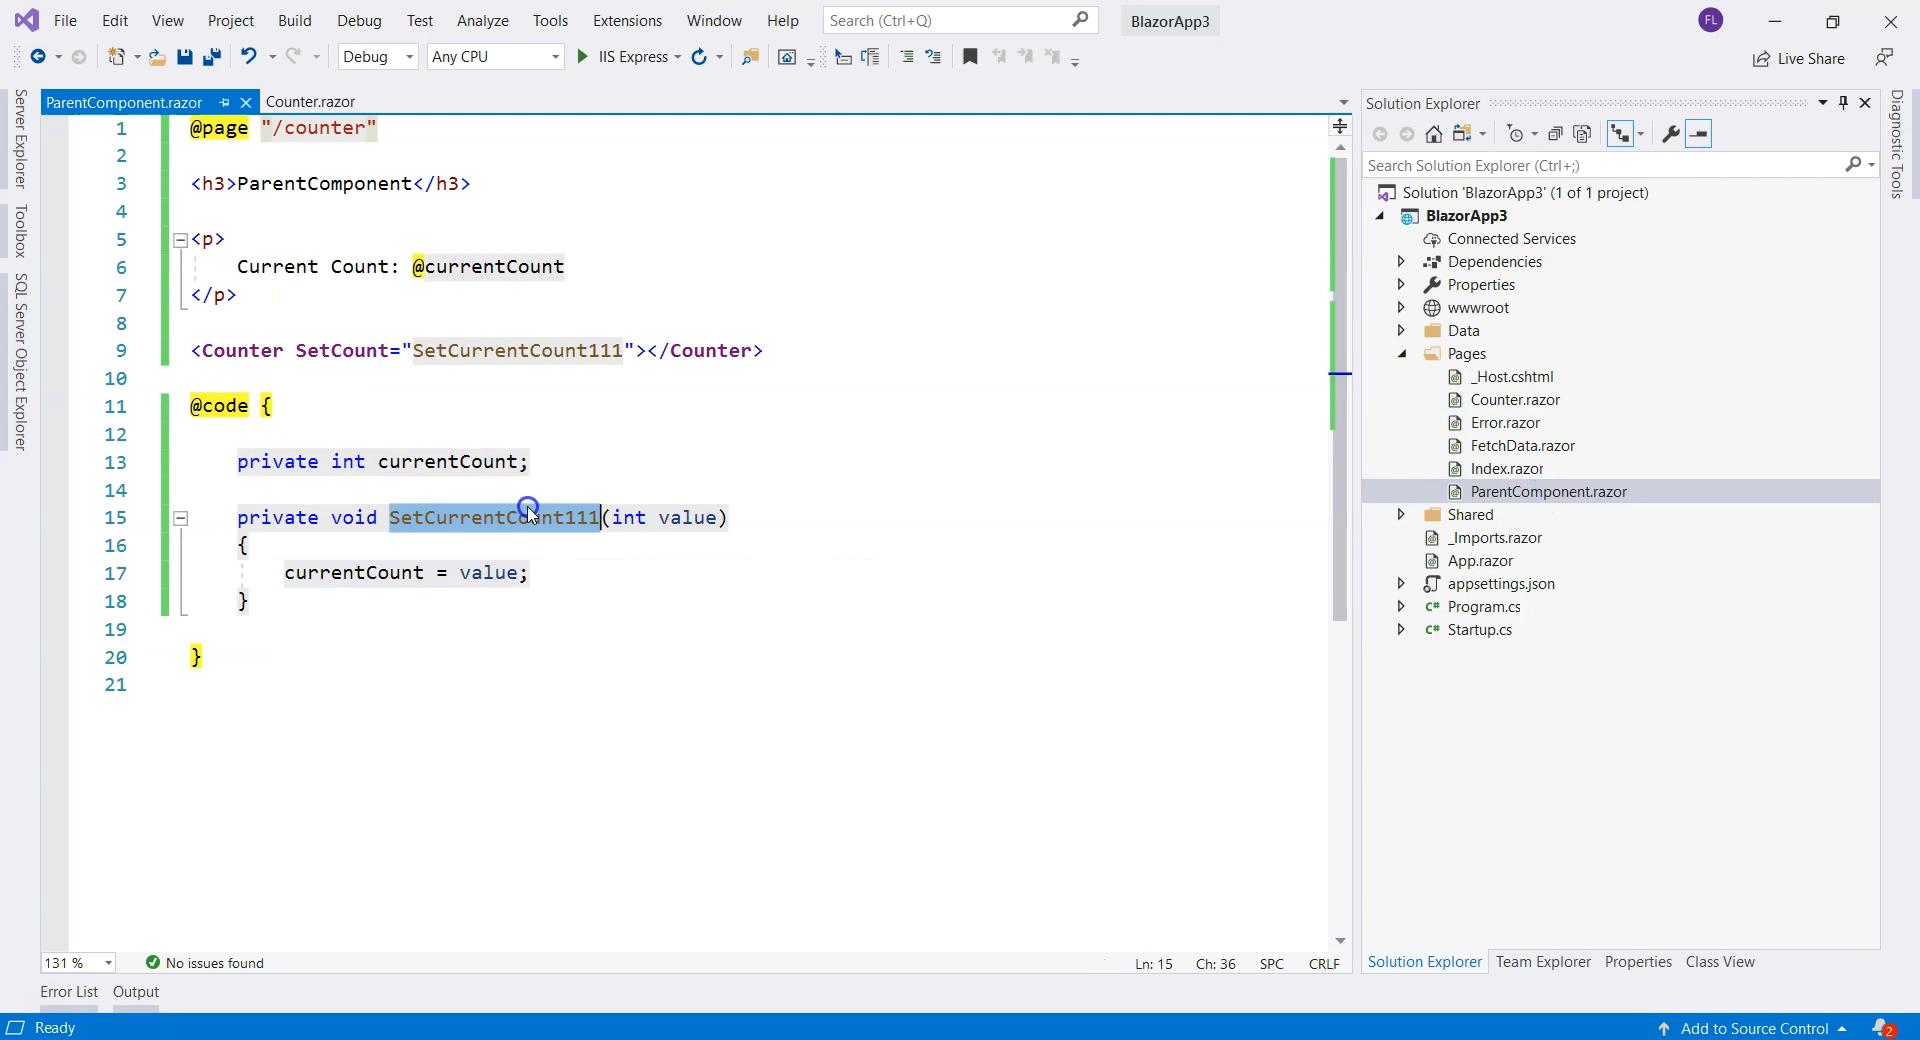 File Edit View Project Build Debug Test Analyze Tools Extensions Window Help Search (Ctrl+Q) BlazorApp3 FL
Debug Any CPU IIS Express Live Share
ParentComponent.razor Counter.razor
1 @page "/counter"
2
3 <h3>ParentComponent</h3>
4
5 <p>
6 Current Count: @currentCount
7 </p>
8
9 <Counter SetCount="SetCurrentCount111"></Counter>
10
11 @code {
12
13 private int currentCount;
14
15 private void SetCurrentCount111(int value)
16 {
17 currentCount = value;
18 }
19
20 }
21
131 % No issues found Ln: 15 Ch: 36 SPC CRLF
Error List Output
Ready Add to Source Control 2
Server Explorer
Toolbox
SQL Server Object Explorer
Solution Explorer
Search Solution Explorer (Ctrl+;)
Solution 'BlazorApp3' (1 of 1 project)
BlazorApp3
Connected Services
Dependencies
Properties
wwwroot
Data
Pages
_Host.cshtml
Counter.razor
Error.razor
FetchData.razor
Index.razor
ParentComponent.razor
Shared
_Imports.razor
App.razor
appsettings.json
C# Program.cs
C# Startup.cs
Solution Explorer Team Explorer Properties Class View
Diagnostic Tools